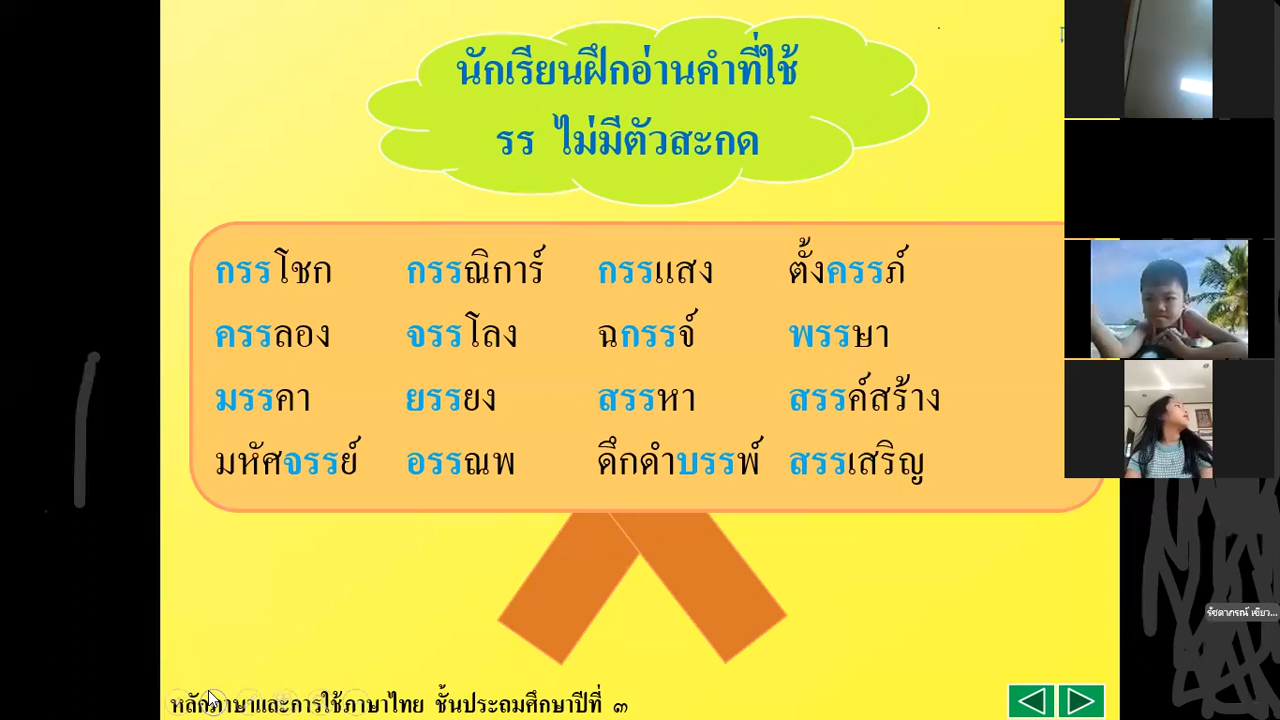 นักเรียนฝึกอ่านคำที่ใช้
รร ไม่มีตัวสะกด
กรรโชก กรรณิการ์ กรรแสง ตั้งครรภ์
ครรลอง จรรโลง ฉกรรจ์ พรรษา
มรรคา ยรรยง สรรหา สรรค์สร้าง
มหัศจรรย์ อรรณพ ดึกดำบรรพ์ สรรเสริญ
หลักภาษาและการใช้ภาษาไทย ชั้นประถมศึกษาปีที่ ๓